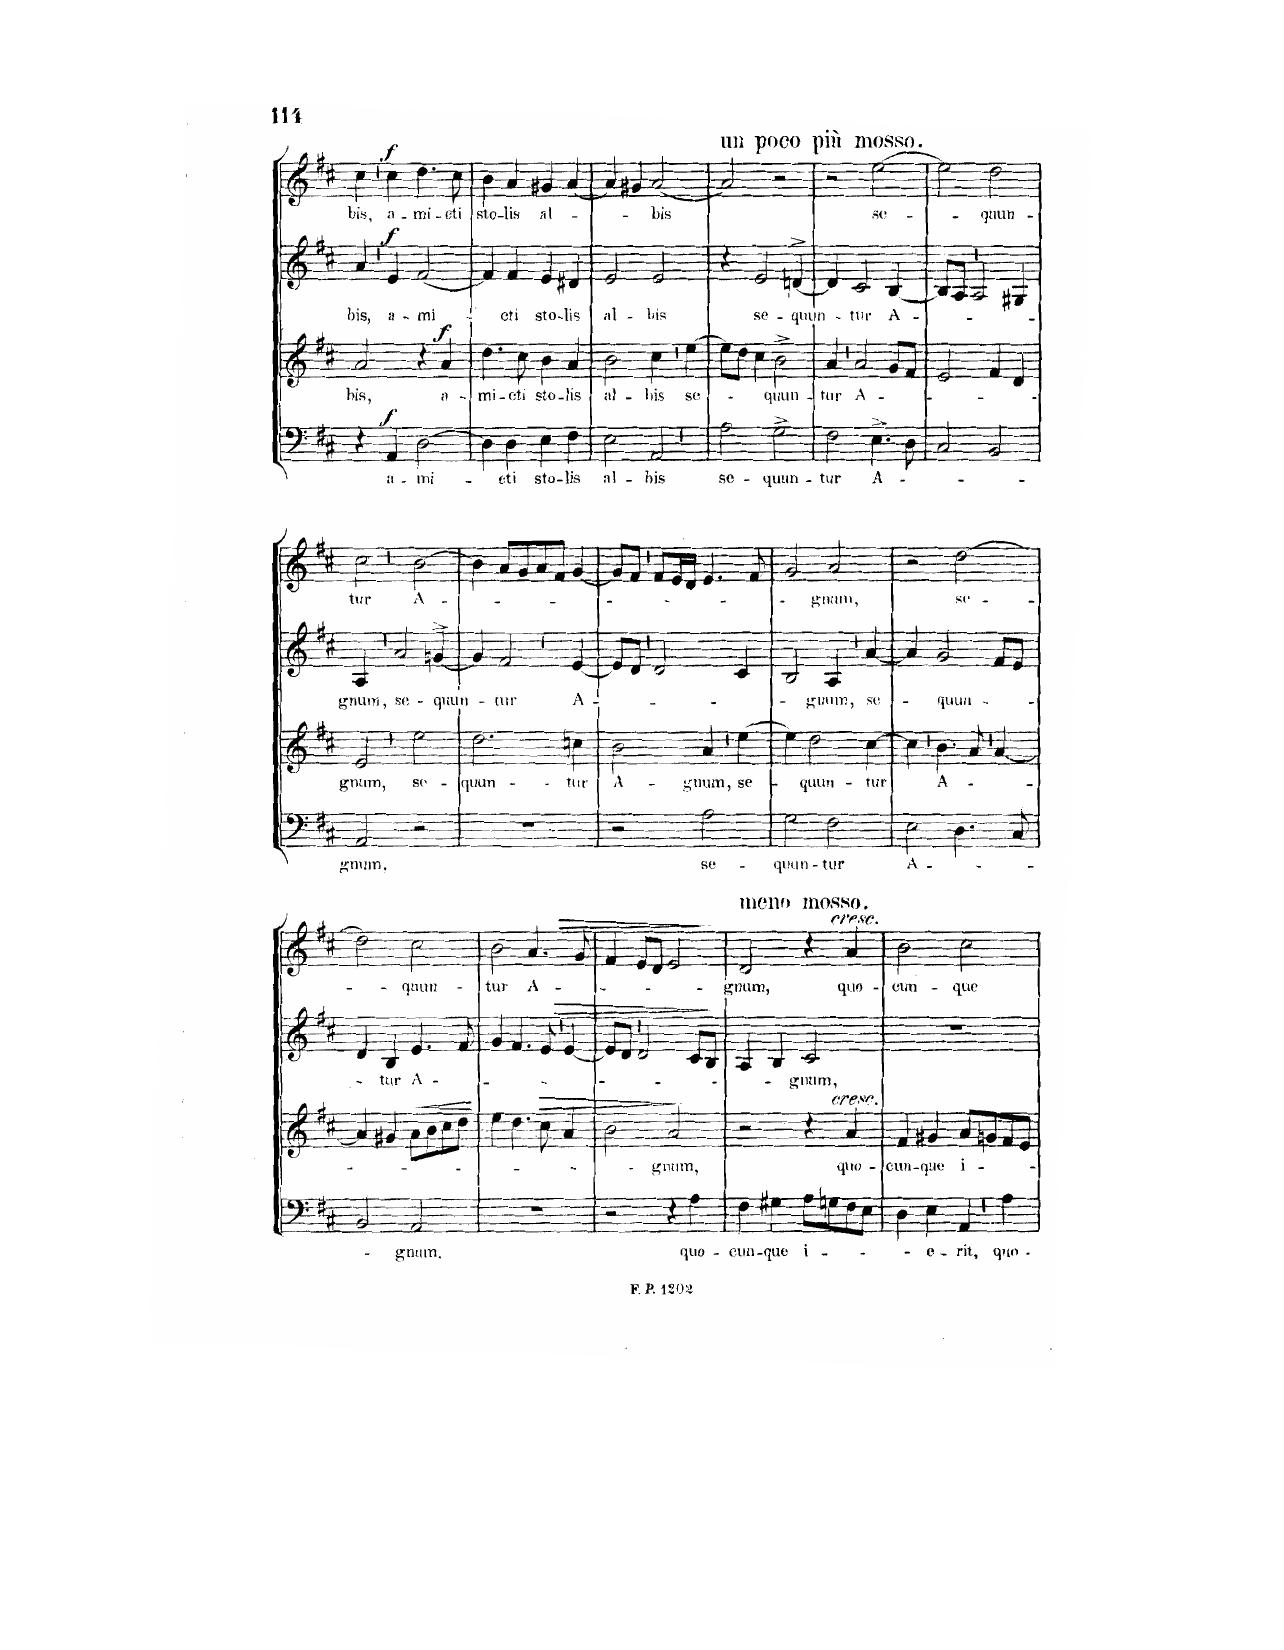 114
un poco più mosso.
f
bis, a - mi - cti sto - lis al - - bis se - - quun -
f
bis, a - mi - cti sto - lis al - bis se - quun - tur A - - - -
f
bis, a - mi - cti sto - lis al - bis se - - quun - tur A - - - - -
f
a - mi - cti sto - lis al - bis se - quun - tur A - - - -
tur A - - - - - - - gnum, se - -
gnum, se - quun - tur A - - - - - gnum, se - quun - -
gnum, se - quun - - tur A - gnum, se - quun - tur A - - -
gnum. se - quun - tur A - - -
meno mosso.
cresc.
- - quun - tur A - - - - gnum, quo - cun - que
- tur A - - - - - - - gnum,
cresc.
- - - - - - - gnum, quo - cun - que i - -
- gnum. quo - cun - que i - - - e - rit, quo -
F. P. 1202